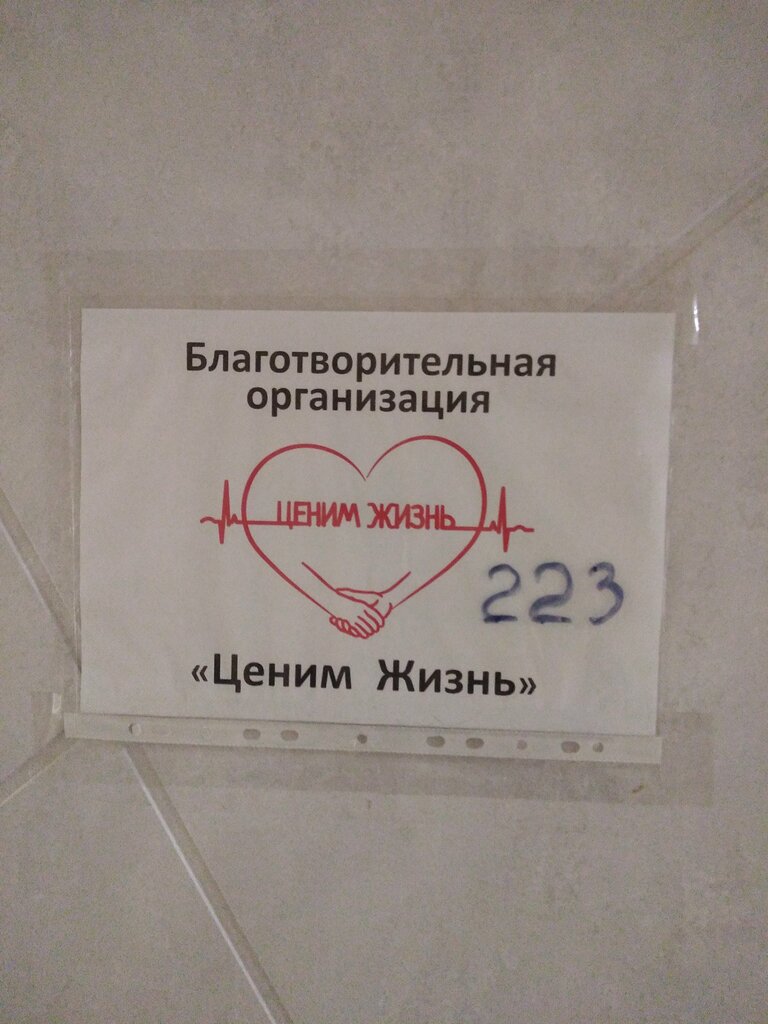 Благотворительная
организация
ЦЕНИМ ЖИЗНЬ
223
«Ценим Жизнь»